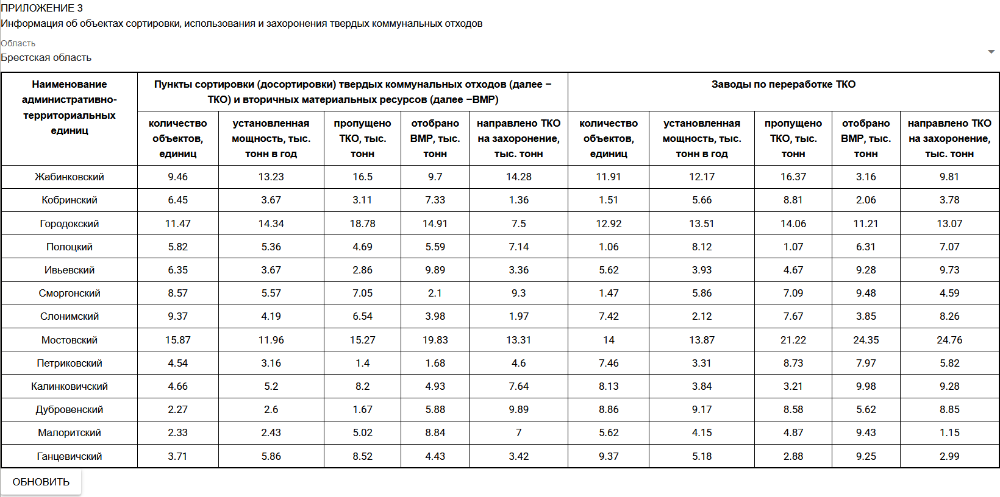 ПРИЛОЖЕНИЕ 3
Информация об объектах сортировки, использования и захоронения твердых коммунальных отходов
Область
Брестская область
Наименование
административно-
территориальных
единиц
Пункты сортировки (досортировки) твердых коммунальных отходов (далее –
ТКО) и вторичных материальных ресурсов (далее –ВМР)
Заводы по переработке ТКО
количество
объектов,
единиц
установленная
мощность, тыс.
тонн в год
пропущено
ТКО, тыс.
тонн
отобрано
ВМР, тыс.
тонн
направлено ТКО
на захоронение,
тыс. тонн
количество
объектов,
единиц
установленная
мощность, тыс.
тонн в год
пропущено
ТКО, тыс.
тонн
отобрано
ВМР, тыс.
тонн
направлено ТКО
на захоронение,
тыс. тонн
Жабинковский 9.46 13.23 16.5 9.7 14.28 11.91 12.17 16.37 3.16 9.81
Кобринский 6.45 3.67 3.11 7.33 1.36 1.51 5.66 8.81 2.06 3.78
Городокский 11.47 14.34 18.78 14.91 7.5 12.92 13.51 14.06 11.21 13.07
Полоцкий 5.82 5.36 4.69 5.59 7.14 1.06 8.12 1.07 6.31 7.07
Ивьевский 6.35 3.67 2.86 9.89 3.36 5.62 3.93 4.67 9.28 9.73
Сморгонский 8.57 5.57 7.05 2.1 9.3 1.47 5.86 7.09 9.48 4.59
Слонимский 9.37 4.19 6.54 3.98 1.97 7.42 2.12 7.67 3.85 8.26
Мостовский 15.87 11.96 15.27 19.83 13.31 14 13.87 21.22 24.35 24.76
Петриковский 4.54 3.16 1.4 1.68 4.6 7.46 3.31 8.73 7.97 5.82
Калинковичский 4.66 5.2 8.2 4.93 7.64 8.13 3.84 3.21 9.98 9.28
Дубровенский 2.27 2.6 1.67 5.88 9.89 8.86 9.17 8.58 5.62 8.85
Малоритский 2.33 2.43 5.02 8.84 7 5.62 4.15 4.87 9.43 1.15
Ганцевичский 3.71 5.86 8.52 4.43 3.42 9.37 5.18 2.88 9.25 2.99
ОБНОВИТЬ